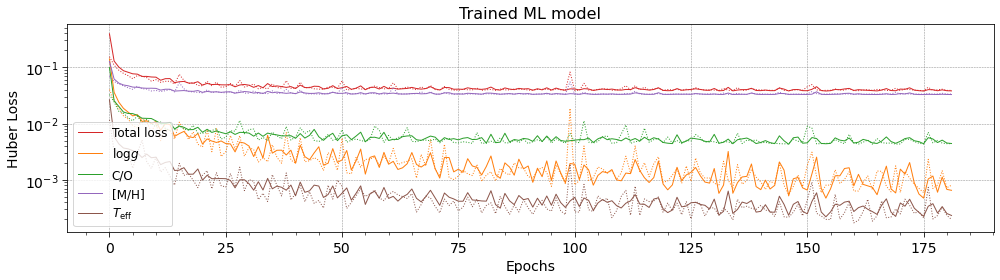 Trained ML model
Huber Loss
10⁻¹
10⁻²
10⁻³
Total loss
logg
C/O
[M/H]
T_eff
0 25 50 75 100 125 150 175
Epochs